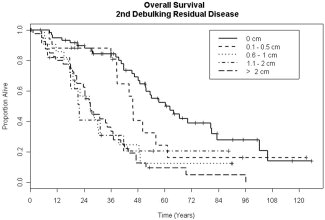 Overall Survival
2nd Debulking Residual Disease
0 cm
0.1 - 0.5 cm
0.6 - 1 cm
1.1 - 2 cm
> 2 cm
Proportion Alive
1.0
0.8
0.6
0.4
0.2
0.0
0 12 24 36 48 60 72 84 96 108 120
Time (Years)